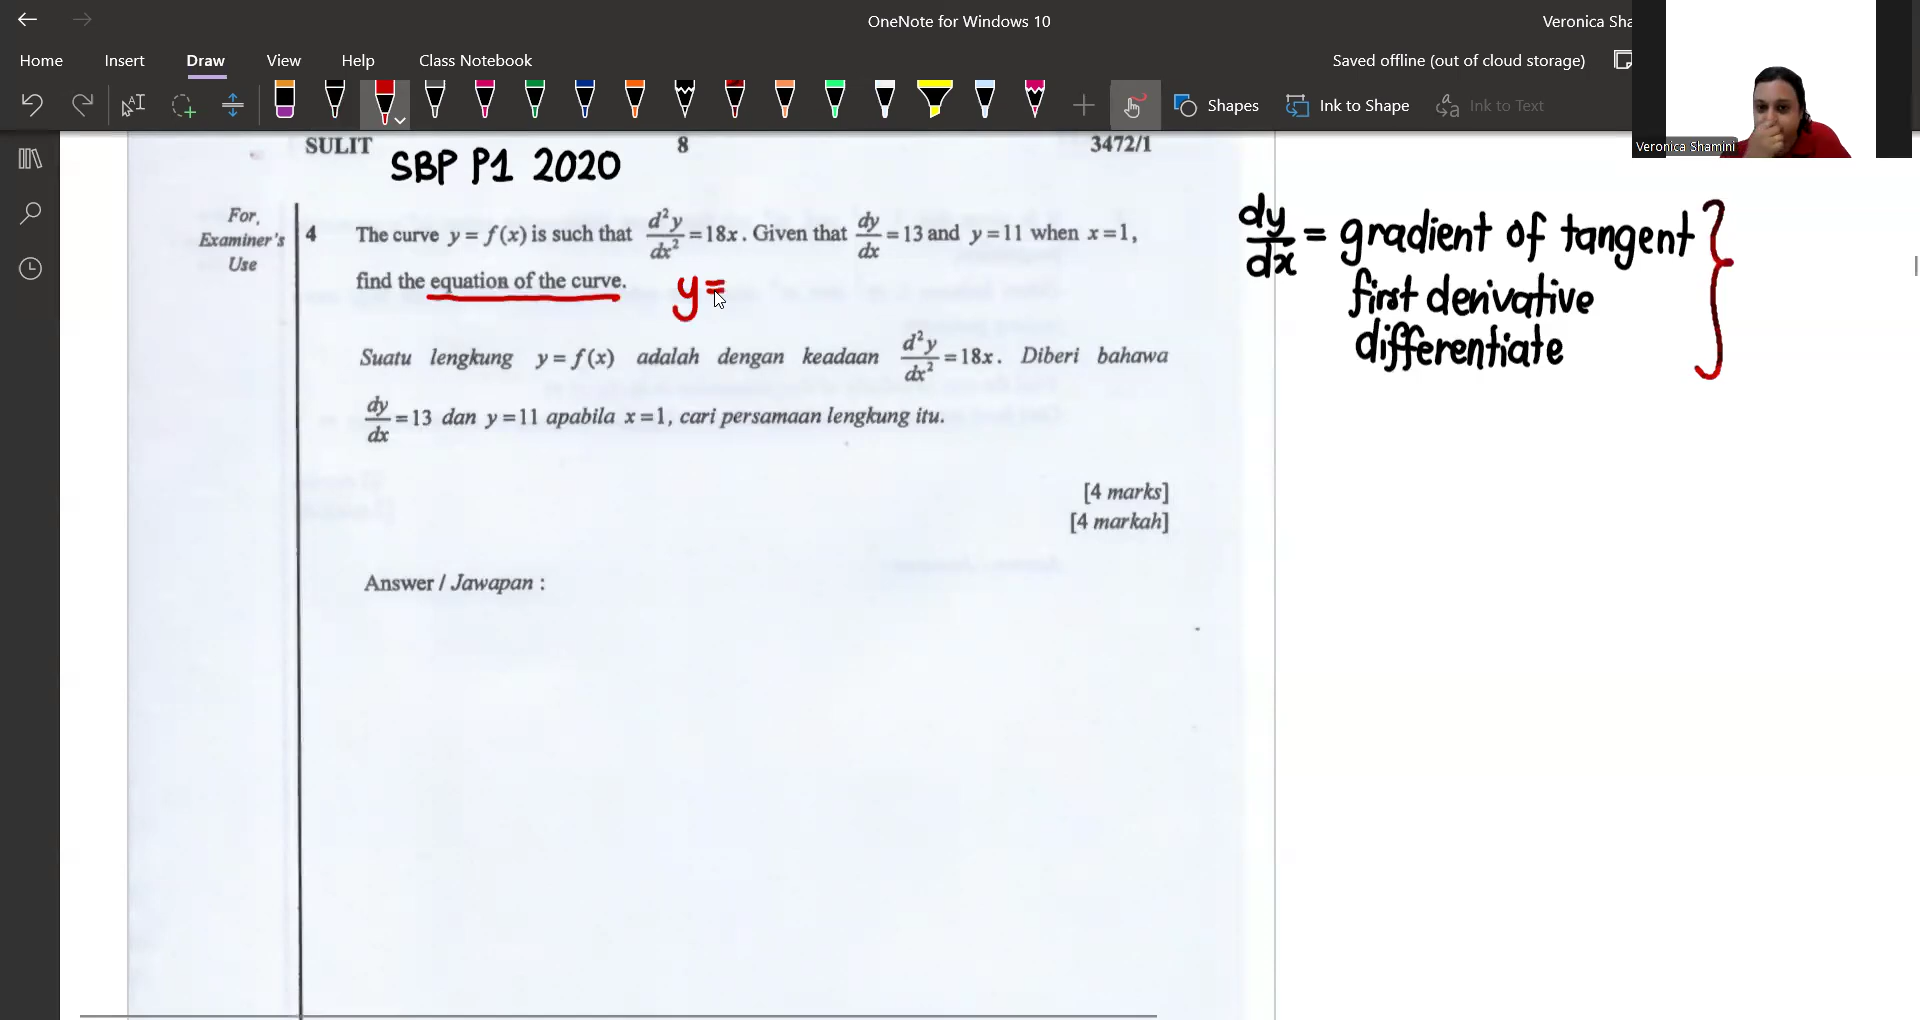 OneNote for Windows 10
Veronica Sha
Home Insert Draw View Help Class Notebook
Saved offline (out of cloud storage)
Shapes Ink to Shape Ink to Text
Veronica Shamini
SULIT 8 3472/1
SBP P1 2020
For,
Examiner's
Use
4 The curve y = f(x) is such that d²y/dx² = 18x. Given that dy/dx = 13 and y = 11 when x = 1,
find the equation of the curve.
y=
Suatu lengkung y = f(x) adalah dengan keadaan d²y/dx² = 18x. Diberi bahawa
dy/dx = 13 dan y = 11 apabila x = 1, cari persamaan lengkung itu.
[4 marks]
[4 markah]
Answer / Jawapan :
dy/dx = gradient of tangent
first derivative
differentiate